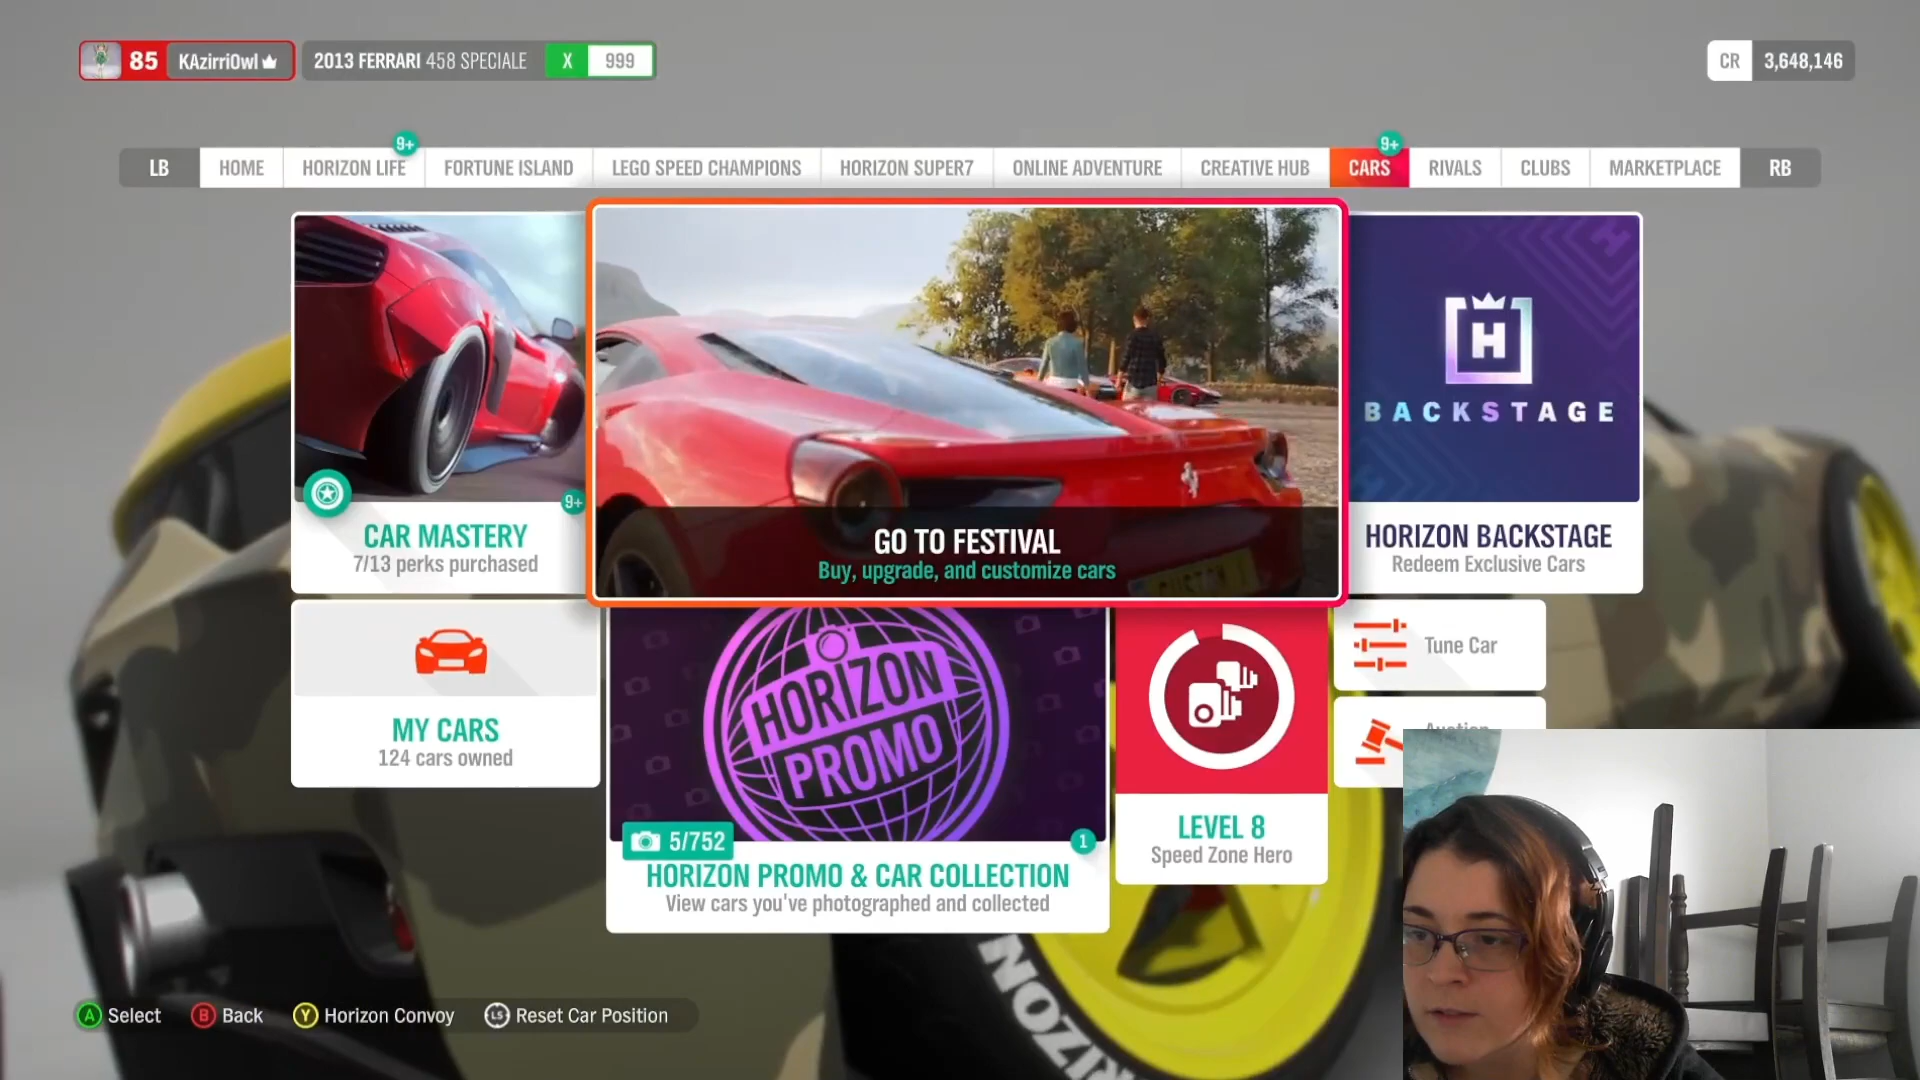 85 KAzirriOwl 2013 FERRARI 458 SPECIALE X 999 CR 3,648,146
9+ 9+
LB HOME HORIZON LIFE FORTUNE ISLAND LEGO SPEED CHAMPIONS HORIZON SUPER7 ONLINE ADVENTURE CREATIVE HUB CARS RIVALS CLUBS MARKETPLACE RB
H
BACKSTAGE
9+
CAR MASTERY
7/13 perks purchased
GO TO FESTIVAL
Buy, upgrade, and customize cars
HORIZON BACKSTAGE
Redeem Exclusive Cars
MY CARS
124 cars owned
HORIZON
PROMO
5/752
1
HORIZON PROMO & CAR COLLECTION
View cars you've photographed and collected
LEVEL 8
Speed Zone Hero
Tune Car
HORIZON
A Select B Back Y Horizon Convoy LS Reset Car Position